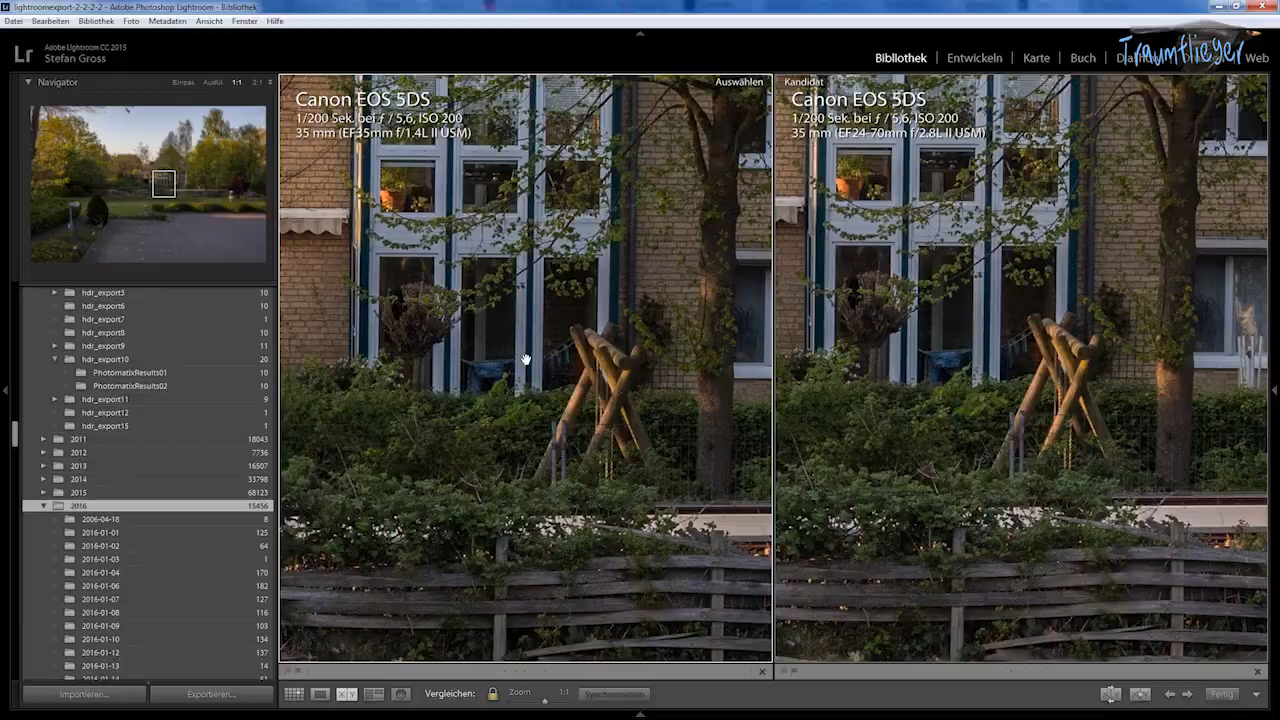 lightroomexport-2-2-2-2 - Adobe Photoshop Lightroom - Bibliothek
Datei Bearbeiten Bibliothek Foto Metadaten Ansicht Fenster Hilfe
Lr Adobe Lightroom CC 2015
Stefan Gross
Bibliothek | Entwickeln | Karte | Buch | Web
Traumflieger
Navigator Einpas. Ausfül. 1:1 2:1
Auswählen
Canon EOS 5DS
1/200 Sek. bei ƒ / 5,6, ISO 200
35 mm (EF35mm f/1.4L II USM)
Kandidat
Canon EOS 5DS
1/200 Sek. bei ƒ / 5,6, ISO 200
35 mm (EF24-70mm f/2.8L II USM)
hdr_export3 10
hdr_export6 10
hdr_export7 1
hdr_export8 10
hdr_export9 11
hdr_export10 20
PhotomatixResults01 10
PhotomatixResults02 10
hdr_export11 9
hdr_export12 1
hdr_export15 1
2011 18043
2012 7736
2013 16507
2014 33798
2015 68123
2016 15456
2006-04-18 8
2016-01-01 125
2016-01-02 64
2016-01-03 1
2016-01-04 170
2016-01-06 182
2016-01-07 127
2016-01-08 116
2016-01-09 103
2016-01-10 134
2016-01-12 137
2016-01-13 14
Importieren... Exportieren...
X|Y Vergleichen: Zoom 1:1 Synchronisieren Fertig